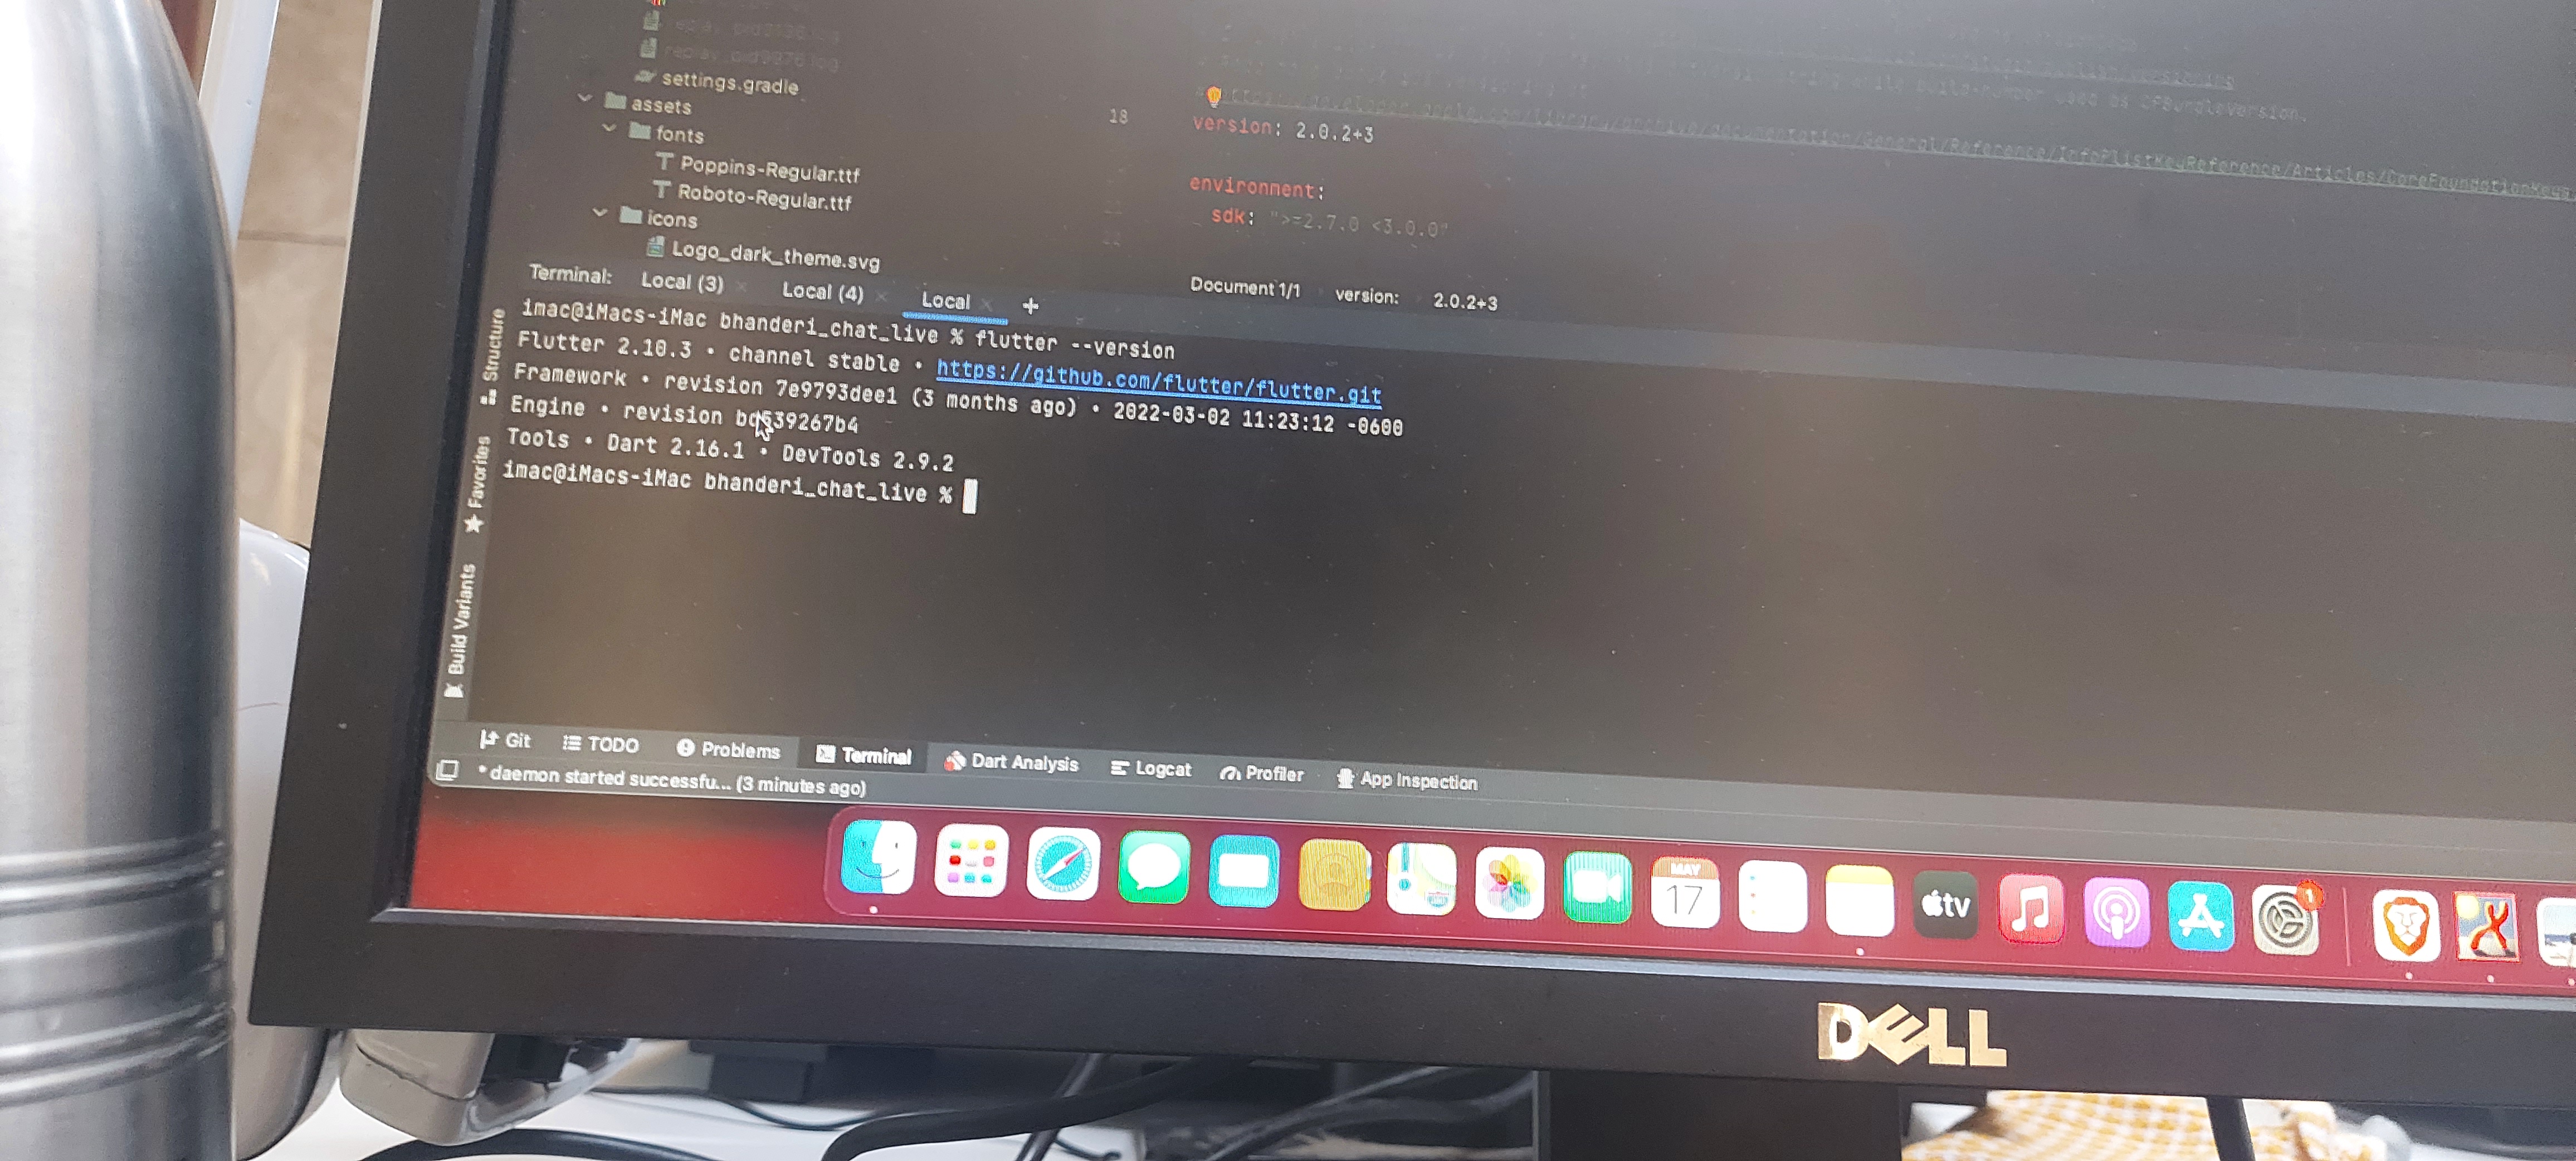 settings.gradle
assets
fonts
Poppins-Regular.ttf
Roboto-Regular.ttf
icons
Logo_dark_theme.svg
18
version: 2.0.2+3
environment:
sdk: ">=2.7.0 <3.0.0"
Document 1/1 version: 2.0.2+3
Terminal: Local (3) Local (4) Local +
imac@iMacs-iMac bhanderi_chat_live % flutter --version
Flutter 2.10.3 • channel stable • https://github.com/flutter/flutter.git
Framework • revision 7e9793dee1 (3 months ago) • 2022-03-02 11:23:12 -0600
Engine • revision
Tools • Dart 2.16.1 • DevTools 2.9.2
imac@iMacs-iMac bhanderi_chat_live %
Structure
Favorites
Build Variants
Git TODO Problems Terminal Dart Analysis Logcat Profiler App Inspection
* daemon started successfu... (3 minutes ago)
MAY
17
tv
1
DELL